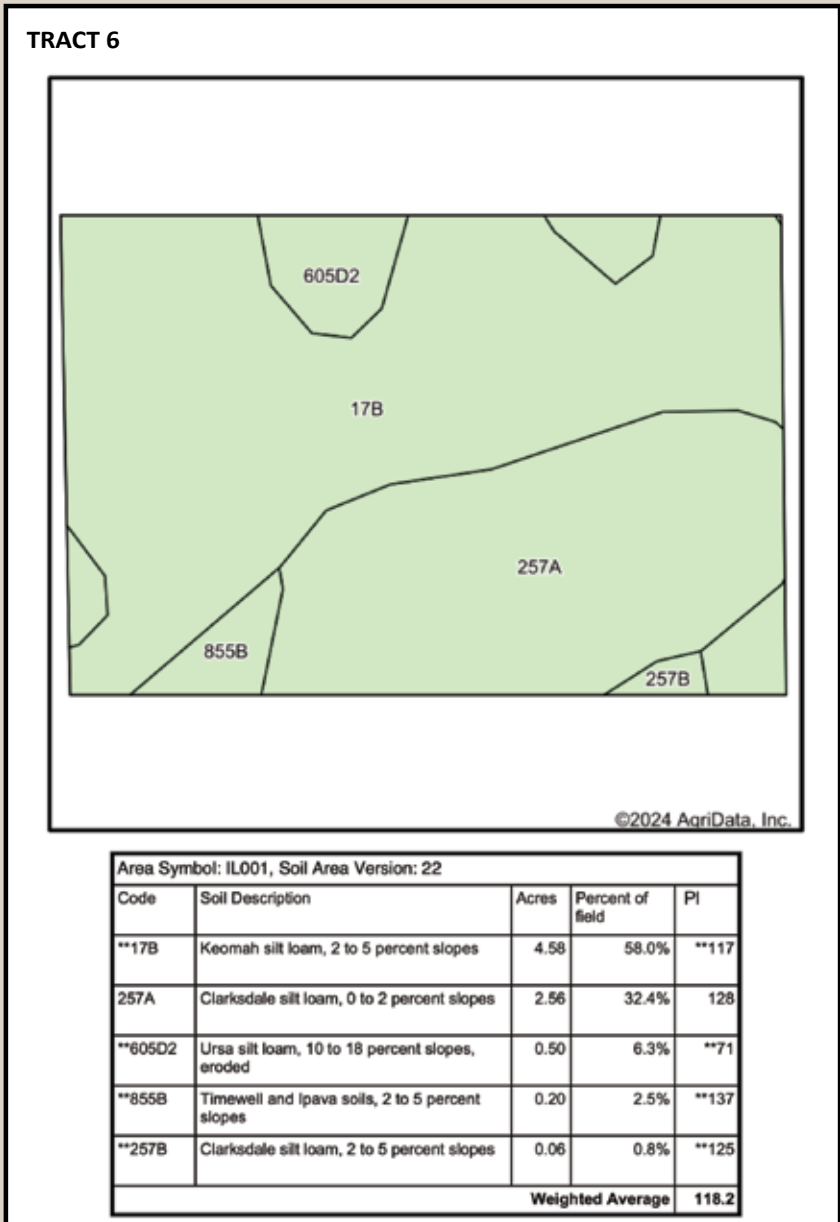 TRACT 6
605D2
17B
257A
855B
257B
©2024 AgriData, Inc.
Area Symbol: IL001, Soil Area Version: 22
Code Soil Description Acres Percent of field PI
**17B Keomah silt loam, 2 to 5 percent slopes 4.58 58.0% **117
257A Clarksdale silt loam, 0 to 2 percent slopes 2.56 32.4% 128
**605D2 Ursa silt loam, 10 to 18 percent slopes, eroded 0.50 6.3% **71
**855B Timewell and Ipava soils, 2 to 5 percent slopes 0.20 2.5% **137
**257B Clarksdale silt loam, 2 to 5 percent slopes 0.06 0.8% **125
Weighted Average 118.2